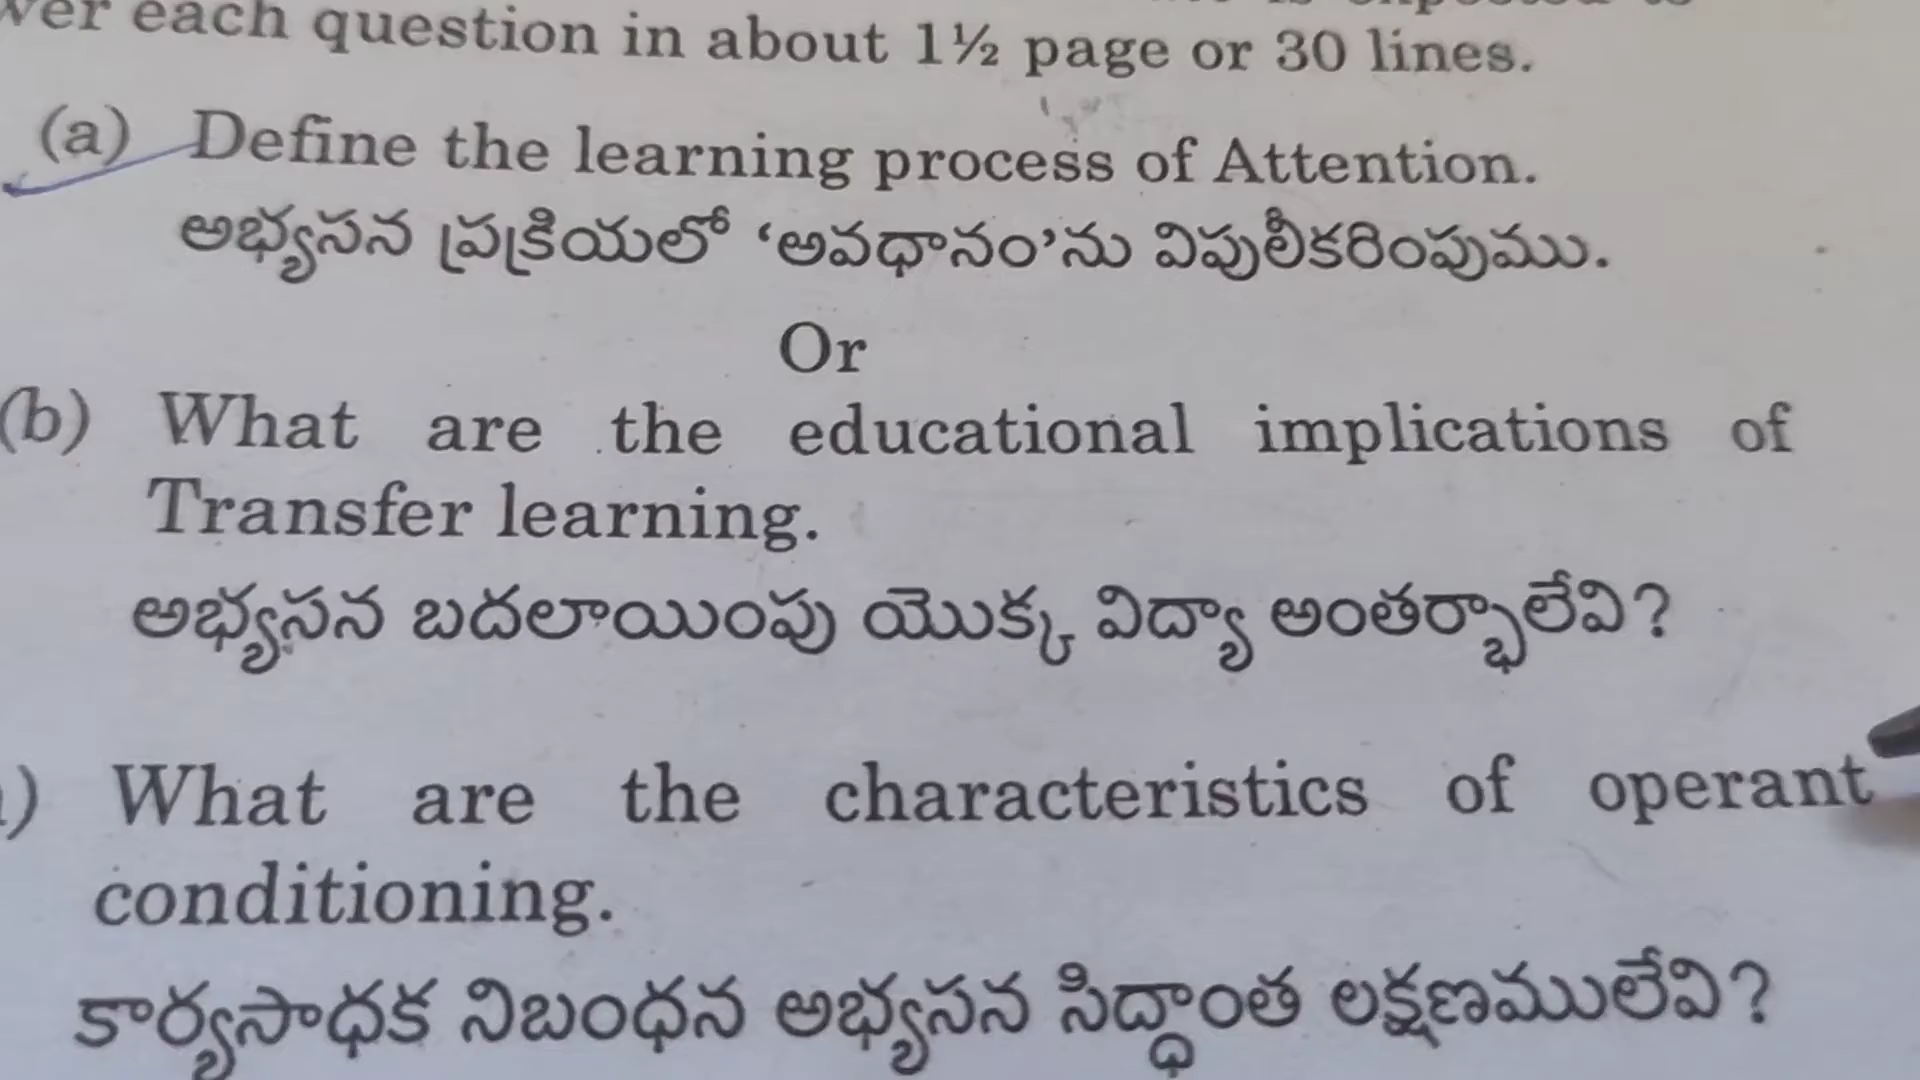 each question in about 1½ page or 30 lines.
(a) Define the learning process of Attention.
అభ్యసన ప్రక్రియలో ‘అవధానం’ను విపులీకరింపుము.
Or
(b) What are the educational implications of
Transfer learning.
అభ్యసన బదలాయింపు యొక్క విద్యా అంతర్భాలేవి?
) What are the characteristics of operant
conditioning.
కార్యసాధక నిబంధన అభ్యసన సిద్ధాంత లక్షణములేవి?